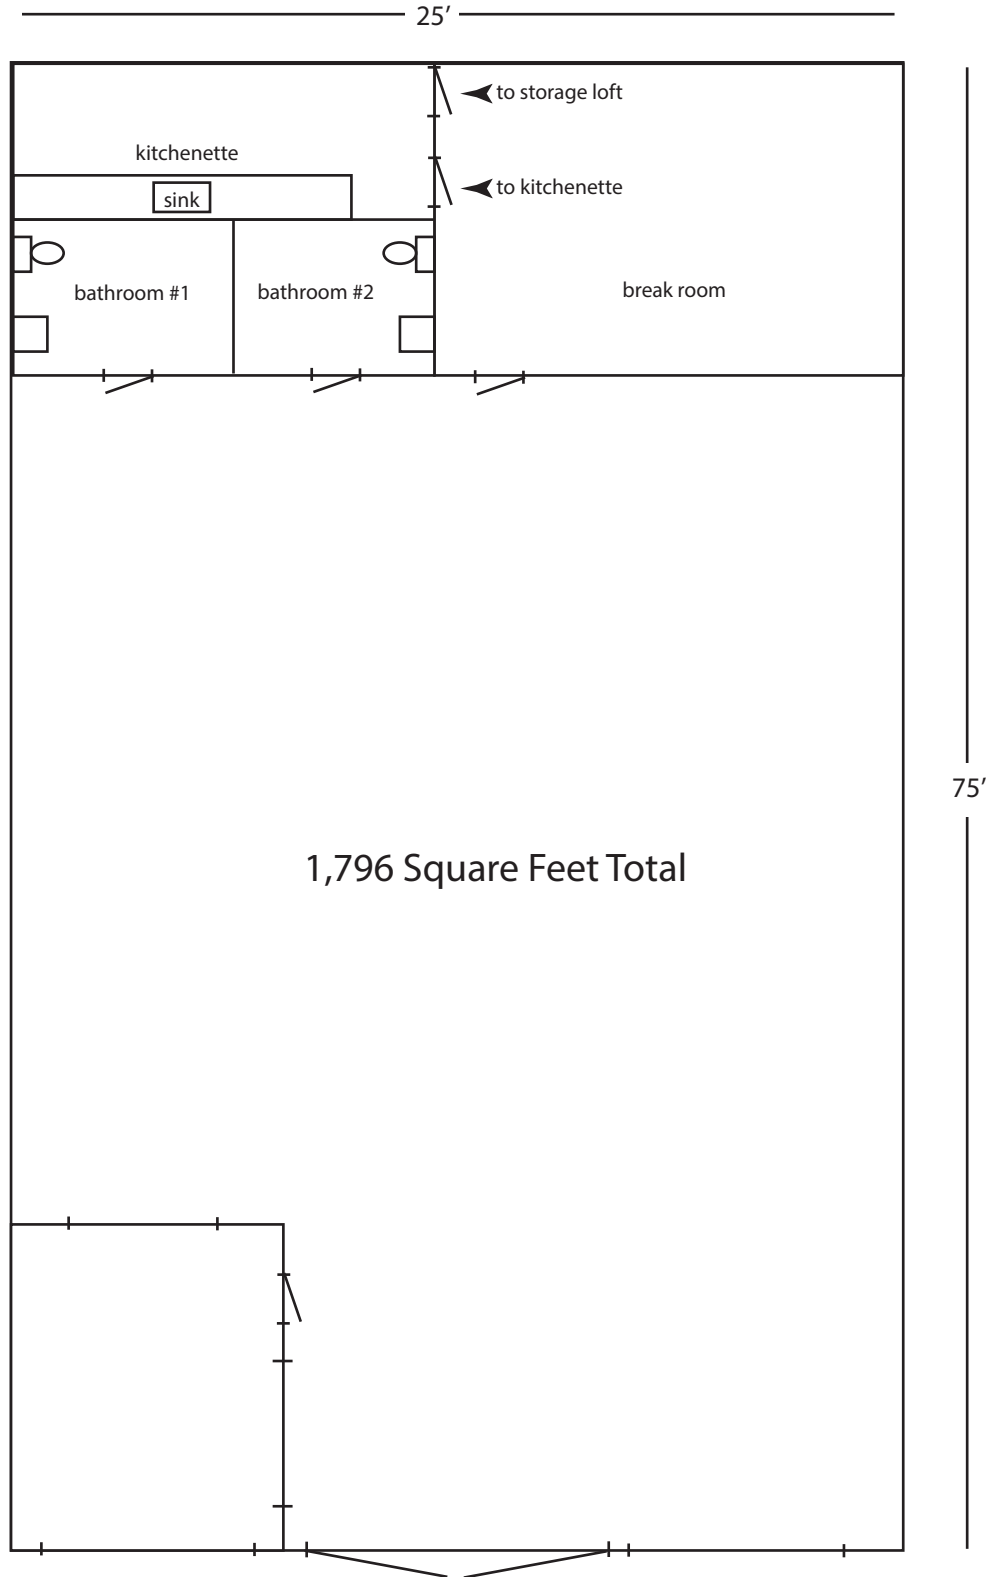 25′
to storage loft
kitchenette
to kitchenette
sink
bathroom #1
bathroom #2
break room
75′
1,796 Square Feet Total